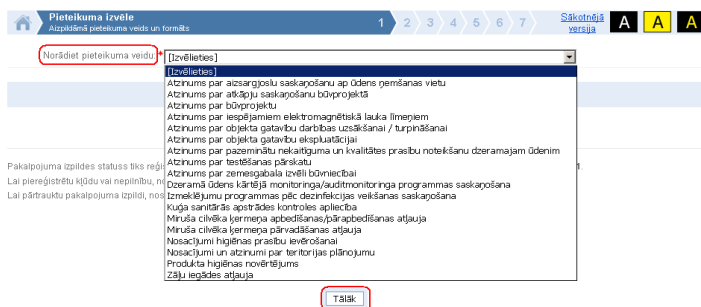 Pieteikuma izvēle
Aizpildāmā pieteikuma veids un formāts
1 2 3 4 5 6 7
Sākotnējā versija
A A A
Norādiet pieteikuma veidu:* [Izvēlieties]
[Izvēlieties]
Atzinums par aizsargjoslu saskaņošanu ap ūdens ņemšanas vietu
Atzinums par atkāpju saskaņošanu būvprojektā
Atzinums par būvprojektu
Atzinums par iespējamiem elektromagnētiskā lauka līmeņiem
Atzinums par objekta gatavību darbības uzsākšanai / turpināšanai
Atzinums par objekta gatavību ekspluatācijai
Atzinums par pazeminātu nekaitīguma un kvalitātes prasību noteikšanu dzeramajam ūdenim
Atzinums par testēšanas pārskatu
Atzinums par zemesgabala izvēli būvniecībai
Dzeramā ūdens kārtējā monitoringa/auditmonitoringa programmas saskaņošana
Izmeklējumu programmas pēc dezinfekcijas veikšanas saskaņošana
Kuģa sanitārās apstrādes kontroles apliecība
Miruša cilvēka ķermeņa apbedīšanas/pārapbedīšanas atļauja
Miruša cilvēka ķermeņa pārvadāšanas atļauja
Nosacījumi higiēnas prasību ievērošanai
Nosacījumi un atzinumi par teritorijas plānojumu
Produkta higiēnas novērtējums
Zāļu iegādes atļauja
Pakalpojuma izpildes statuss tiks reģis 1.
Lai pieregistrētu kļūdu vai nepilnību, no
Lai pārtrauktu pakalpojuma izpildi, nos
Tālāk